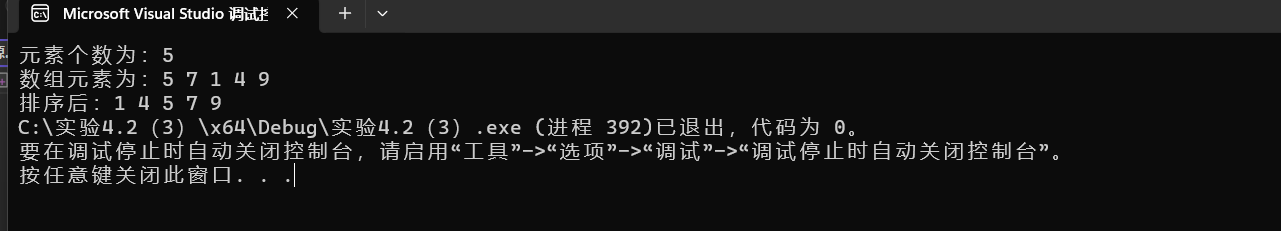 Microsoft Visual Studio 调试
元素个数为：5
数组元素为：5 7 1 4 9
排序后：1 4 5 7 9
C:\实验4.2（3）\x64\Debug\实验4.2（3）.exe (进程 392)已退出，代码为 0。
要在调试停止时自动关闭控制台，请启用“工具”->“选项”->“调试”->“调试停止时自动关闭控制台”。
按任意键关闭此窗口. . .